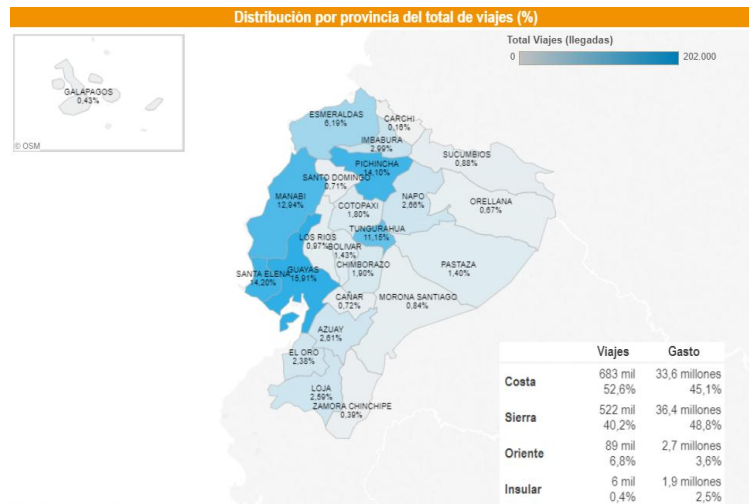 Distribución por provincia del total de viajes (%)
Total Viajes (llegadas)
0
202.000
GALAPAGOS
0,43%
© OSM
ESMERALDAS
6,19%
CARCHI
0,16%
IMBABURA
2,99%
SUCUMBIOS
0,88%
PICHINCHA
14,10%
SANTO DOMINGO
0,71%
MANABI
12,94%
COTOPAXI
1,80%
NAPO
2,66%
ORELLANA
0,67%
TUNGURAHUA
11,15%
LOS RIOS
0,97%
BOLIVAR
1,43%
CHIMBORAZO
1,90%
PASTAZA
1,40%
SANTA ELENA
14,20%
GUAYAS
15,91%
CAÑAR
0,72%
MORONA SANTIAGO
0,84%
AZUAY
2,61%
EL ORO
2,38%
LOJA
2,59%
ZAMORA CHINCHIPE
0,39%
Viajes Gasto
Costa 683 mil 33,6 millones
52,6% 45,1%
Sierra 522 mil 36,4 millones
40,2% 48,8%
Oriente 89 mil 2,7 millones
6,8% 3,6%
Insular 6 mil 1,9 millones
0,4% 2,5%